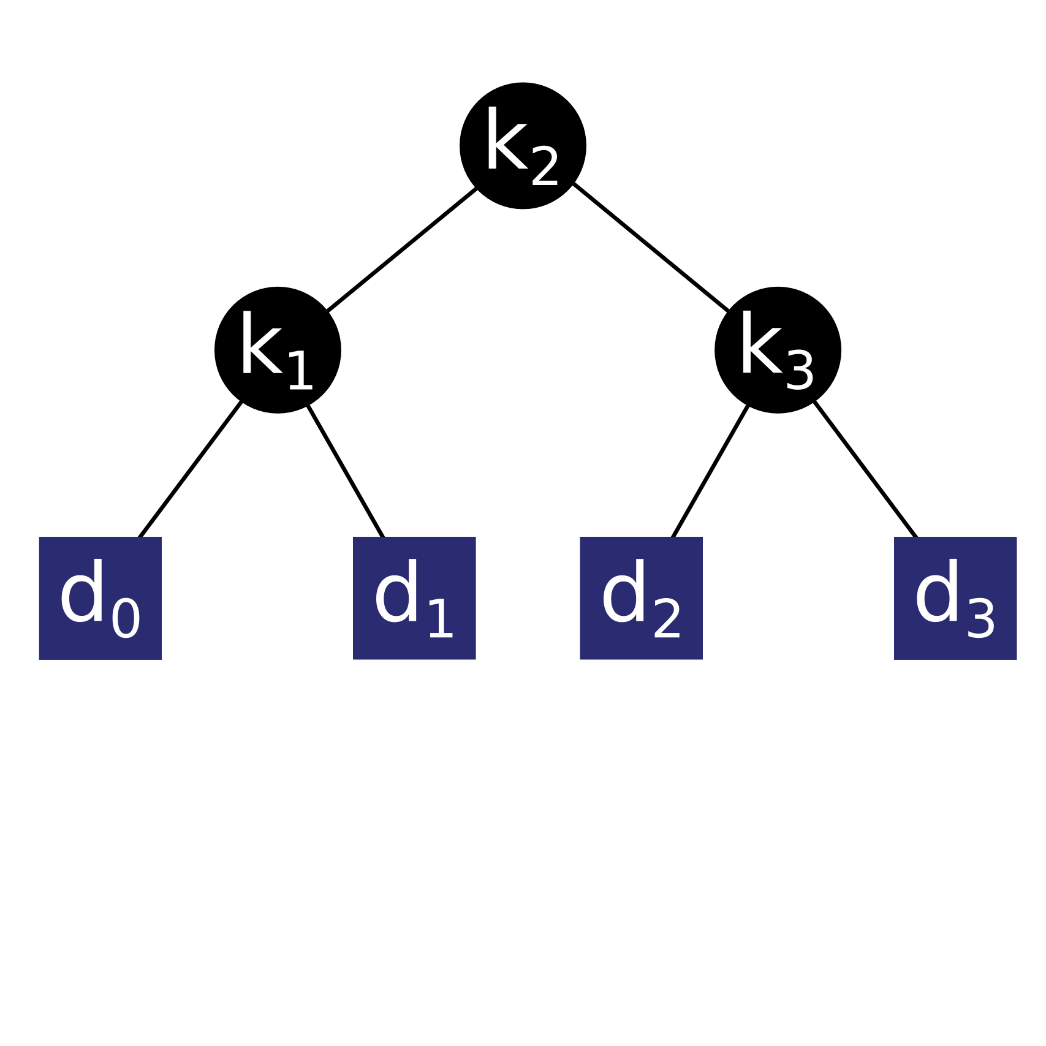 k₂
k₁ k₃
d₀ d₁ d₂ d₃